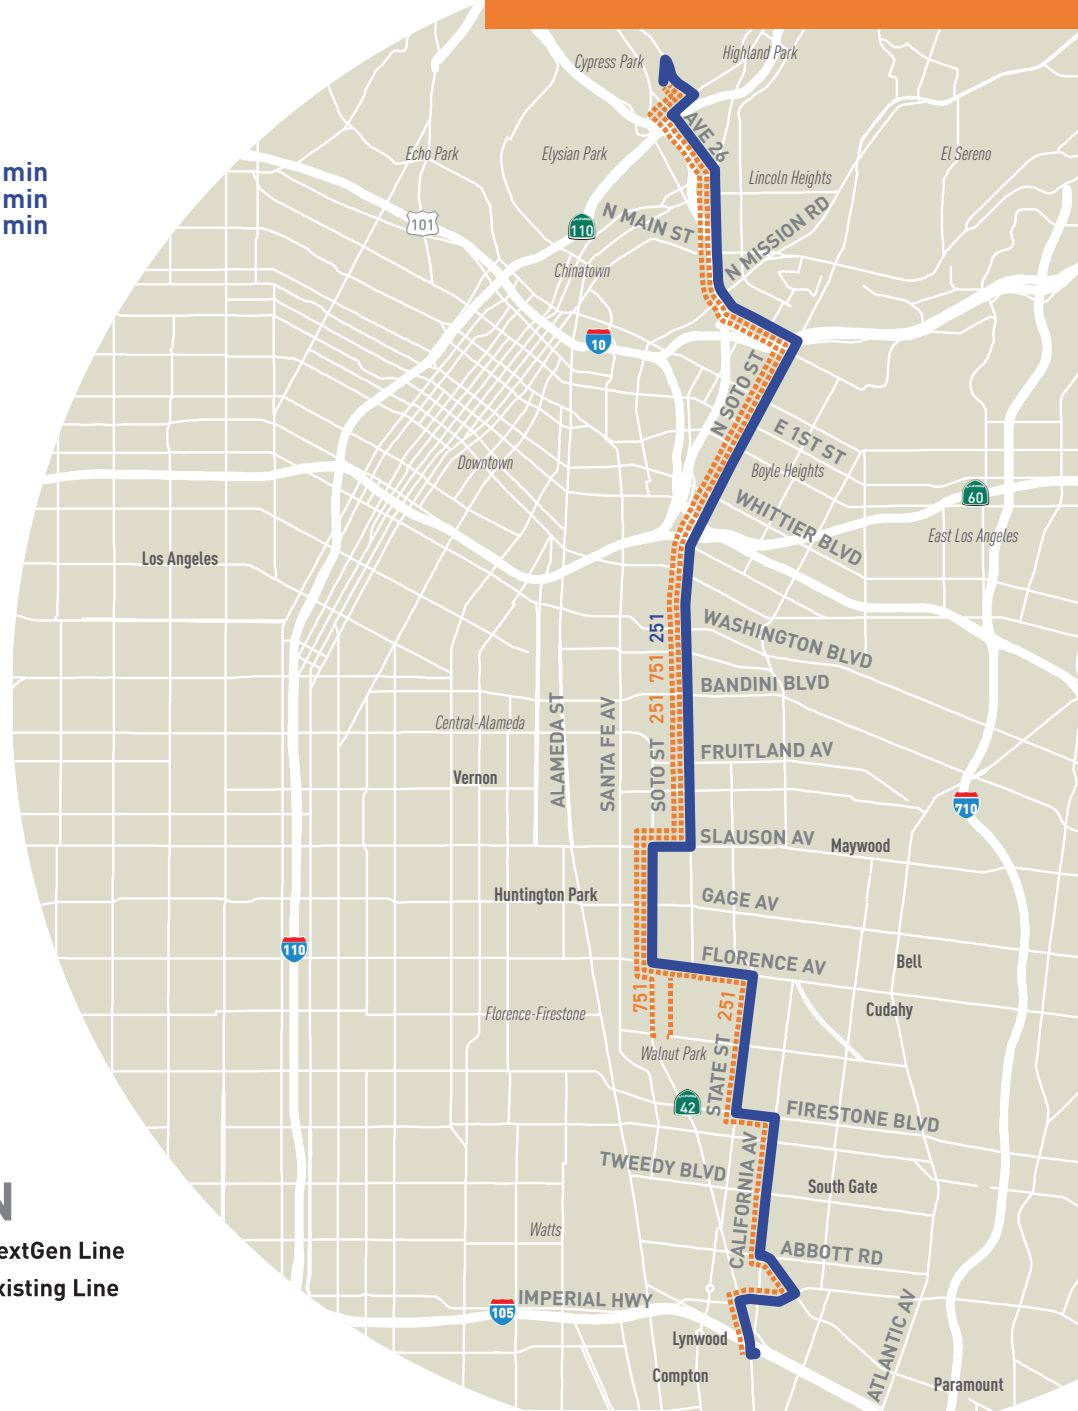 Highland Park
Cypress Park
AVE 26
Echo Park
Elysian Park
El Sereno
min
min
min
Lincoln Heights
101
110
N MAIN ST
N MISSION RD
Chinatown
10
N SOTO ST
E 1ST ST
Downtown
Boyle Heights
60
WHITTIER BLVD
East Los Angeles
Los Angeles
251
751
251
WASHINGTON BLVD
BANDINI BLVD
Central-Alameda
ALAMEDA ST
SANTA FE AV
SOTO ST
FRUITLAND AV
Vernon
710
SLAUSON AV
Maywood
Huntington Park
GAGE AV
110
FLORENCE AV
Bell
751
251
Cudahy
Florence-Firestone
Walnut Park
STATE ST
42
FIRESTONE BLVD
TWEEDY BLVD
CALIFORNIA AV
South Gate
N
Watts
extGen Line
ABBOTT RD
xisting Line
IMPERIAL HWY
105
ATLANTIC AV
Lynwood
Compton
Paramount